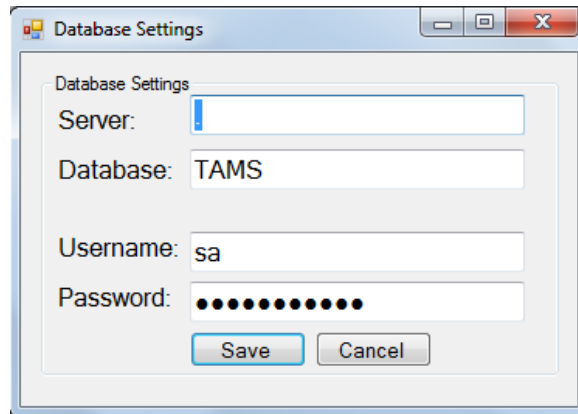 Database Settings
Database Settings
Server: .
Database: TAMS
Username: sa
Password: ●●●●●●●●●●●
Save Cancel